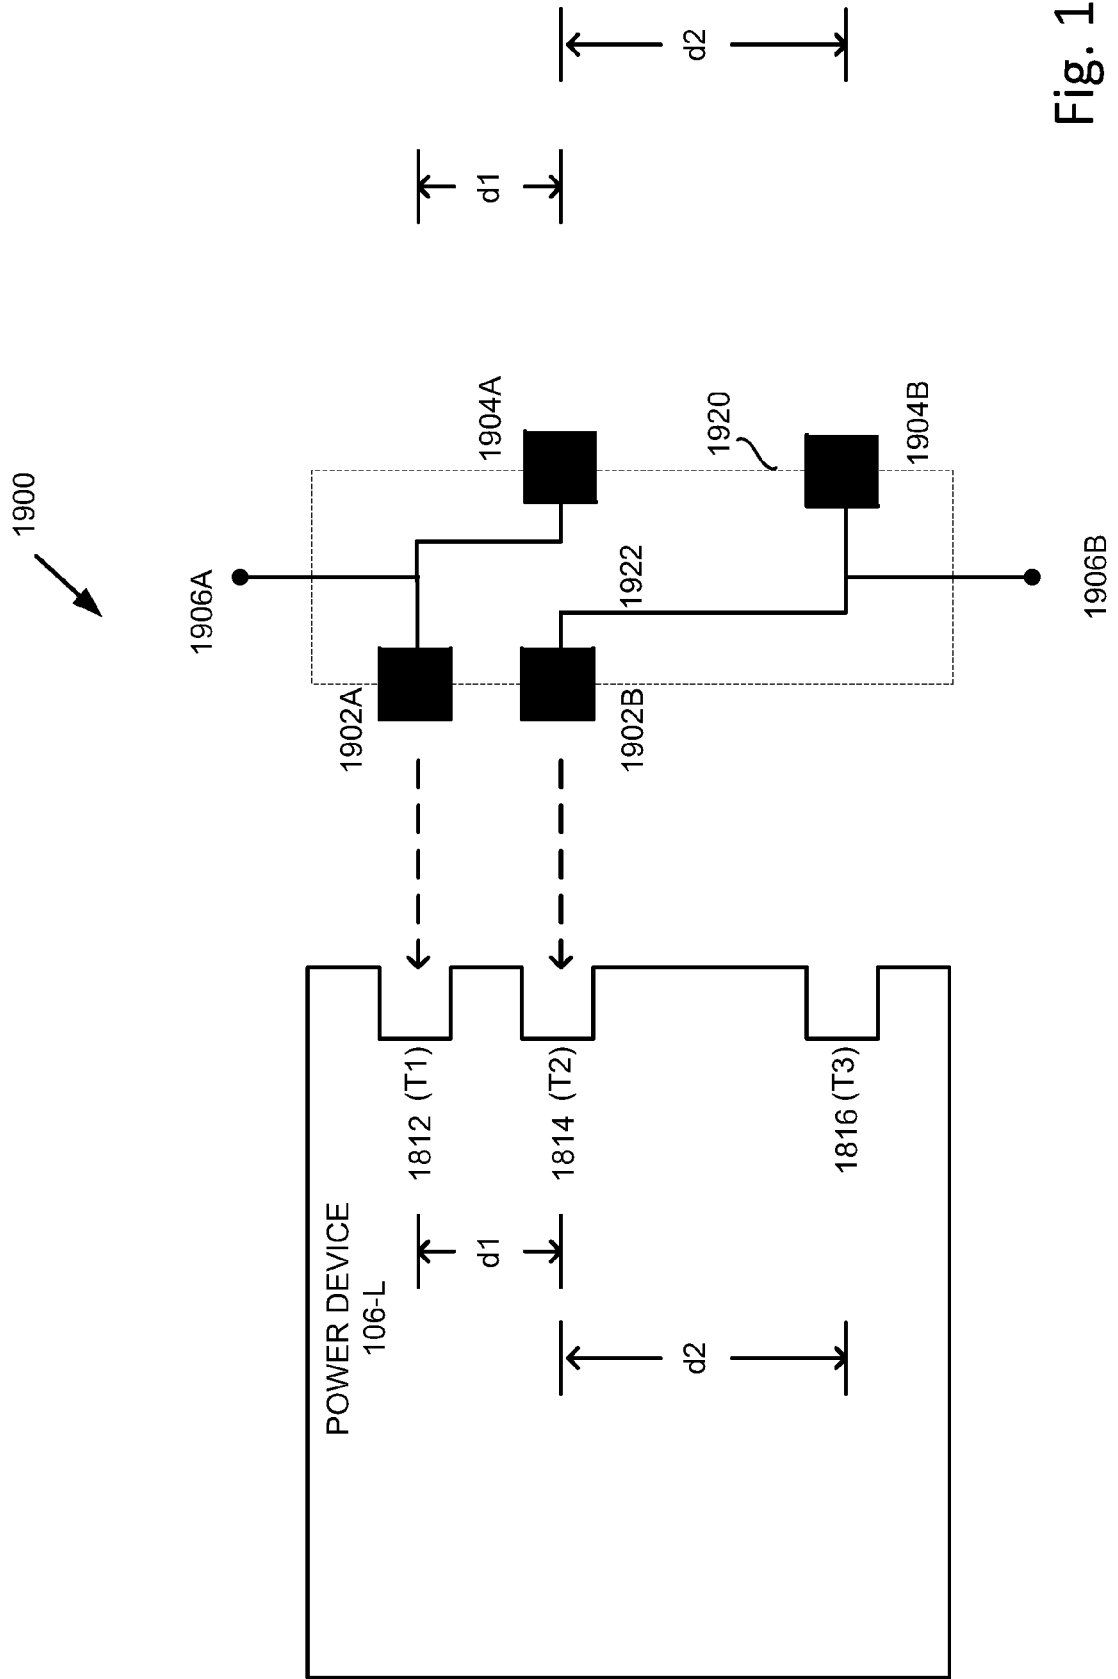 1900
1906A
1902A
1904A
1902B
1922
1920
1904B
1906B
d1
d2
POWER DEVICE
106-L
1812 (T1)
1814 (T2)
1816 (T3)
d1
d2
Fig. 1